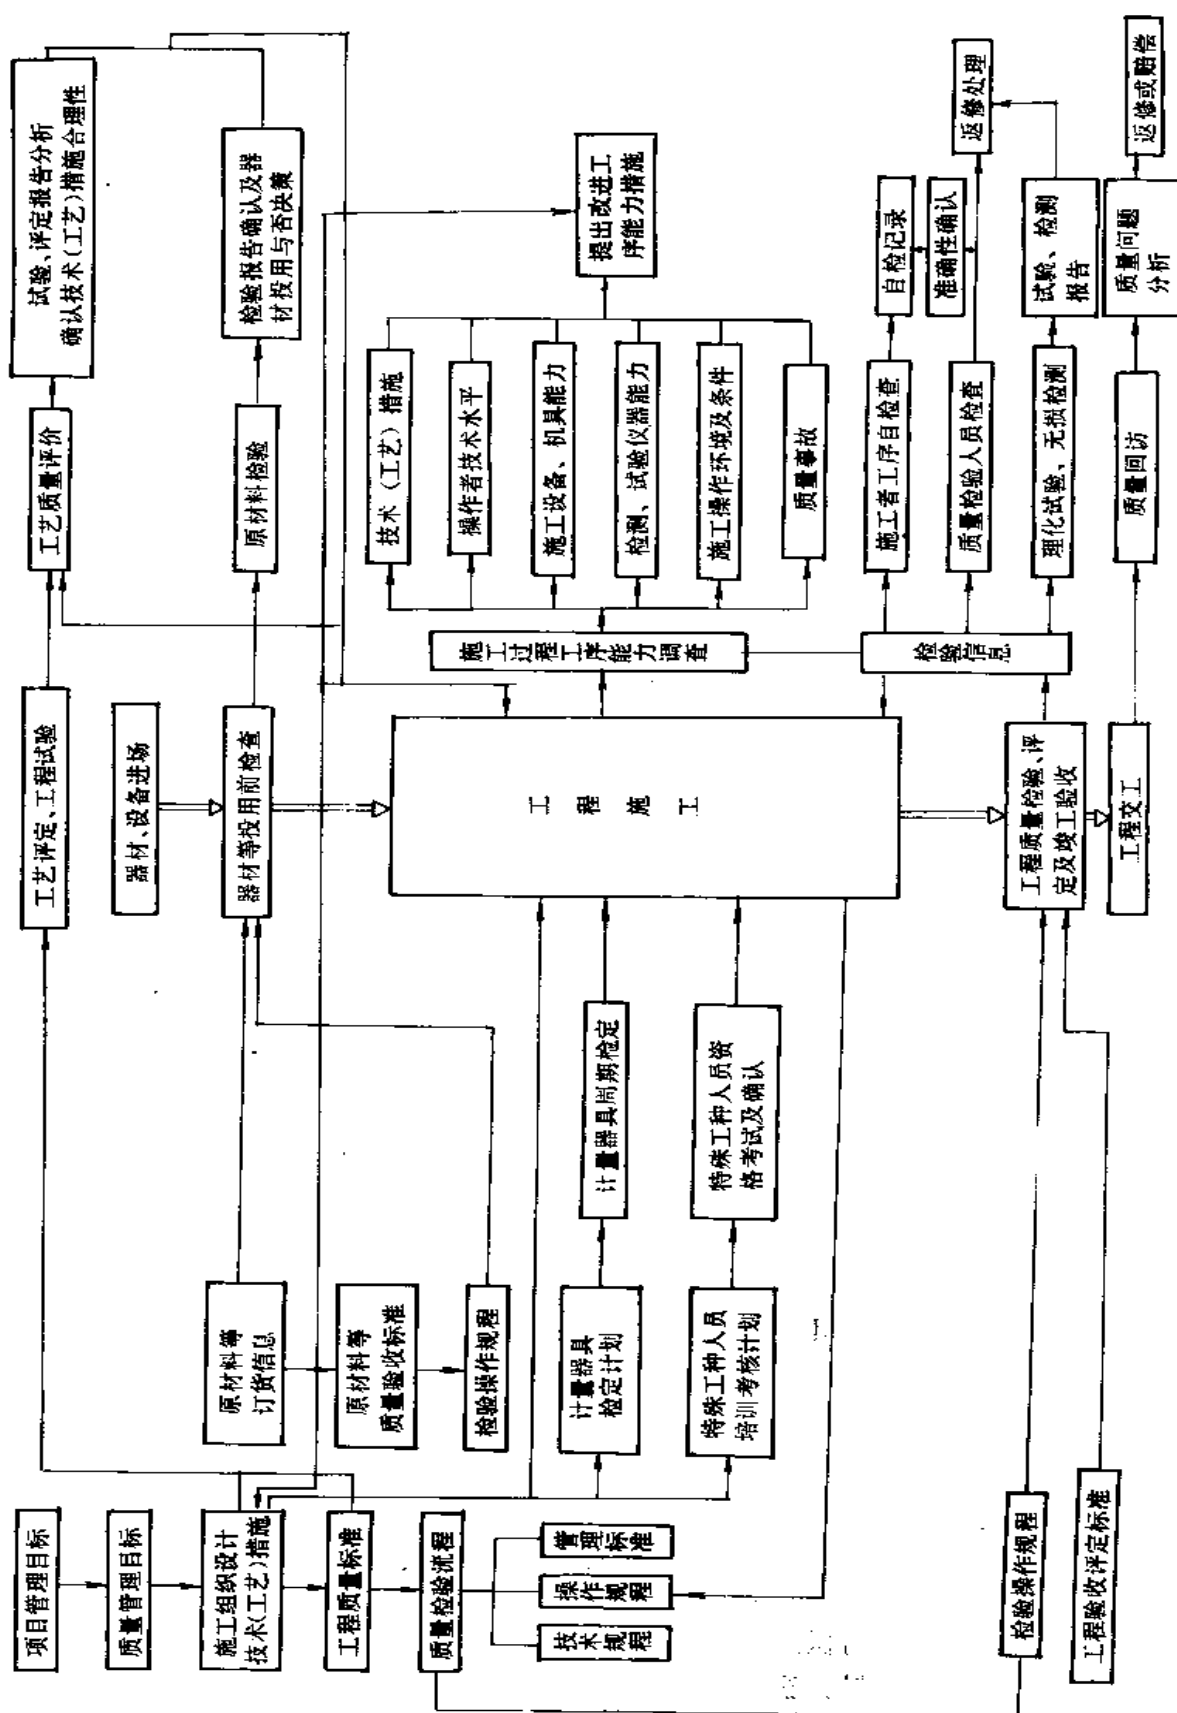 项目管理目标
质量管理目标
施工组织设计
技术(工艺)措施
工程质量标准
质量检验流程
管理标准
操作规程
技术规程
检验操作规程
工程验收评定标准
原材料等
订货信息
原材料等
质量验收标准
检验操作规程
计量器具
检定计划
特殊工种人员
培训考核计划
计量器具周期检定
特殊工种人员资
格考试及确认
工艺评定、工程试验
器材、设备进场
器材等投用前检查
工程施工
工程质量检验、评
定及竣工验收
工程交工
施工过程工序能力调查
检验信息
工艺质量评价
原材料检验
技术(工艺)措施
操作者技术水平
施工设备、机具能力
检测、试验仪器能力
施工操作环境及条件
质量事故
施工者工序自检查
质量检验人员检查
理化试验、无损检测
质量回访
试验、评定报告分析
确认技术(工艺)措施合理性
检验报告确认及器
材投用与否决策
提出改进工
序能力措施
自检记录
准确性确认
试验、检测
报告
质量问题
分析
返修处理
返修或赔偿